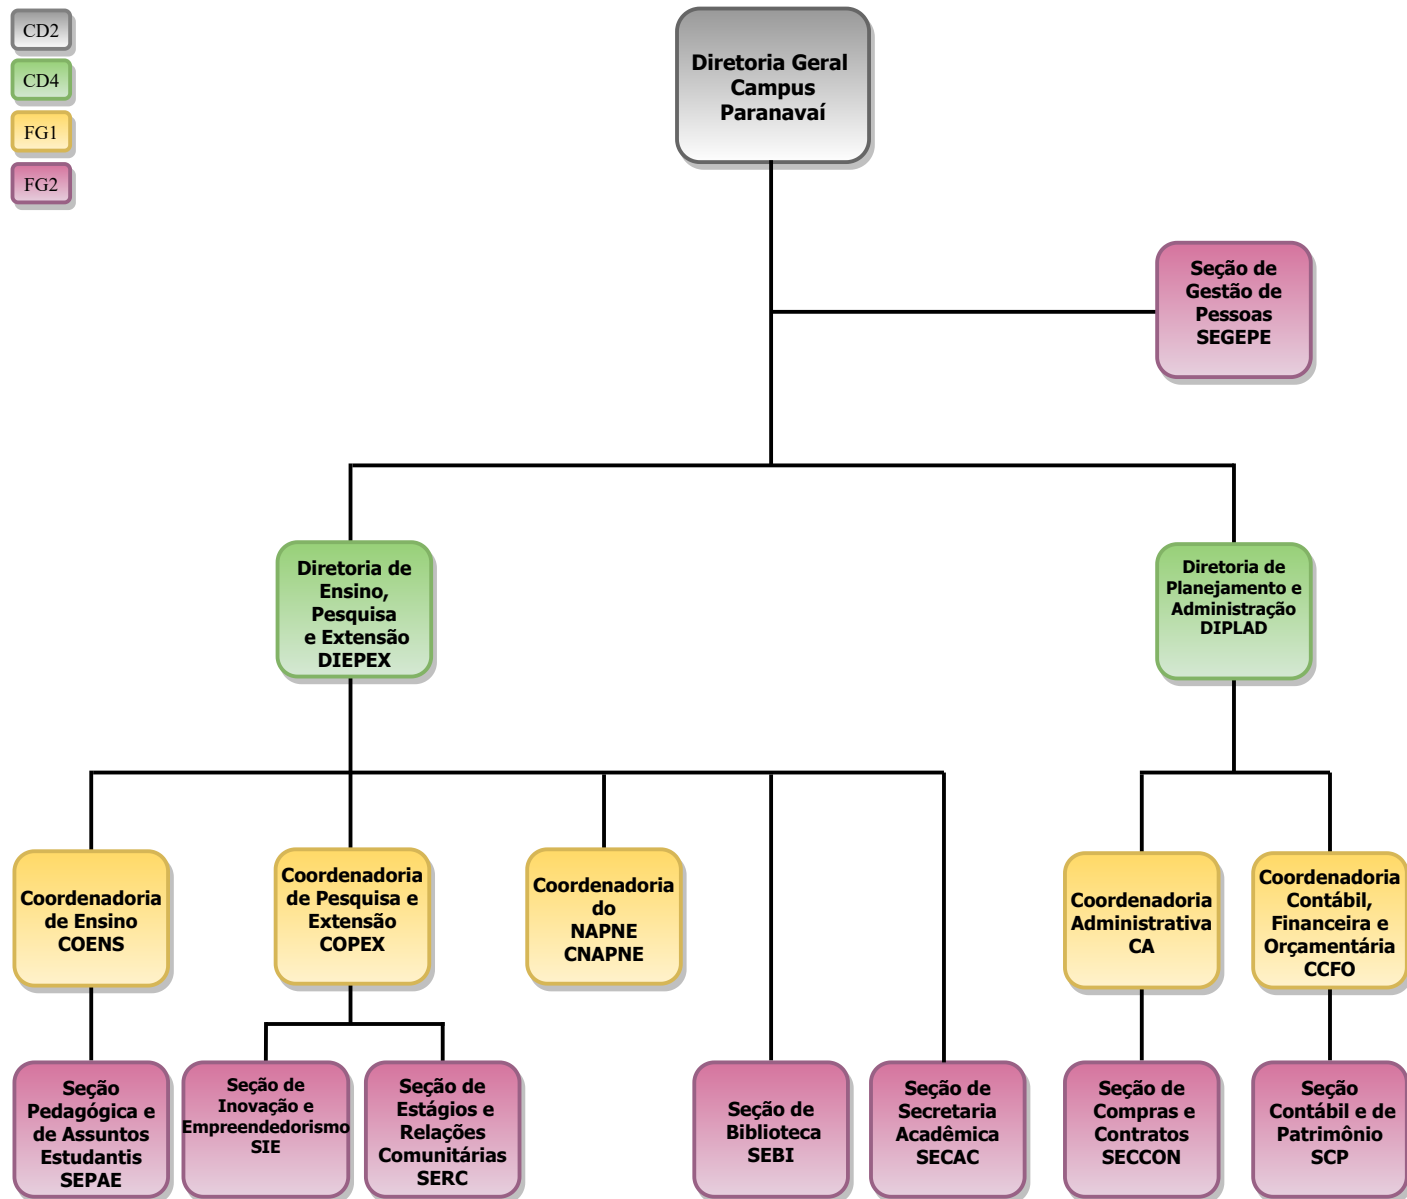 CD2
CD4
FG1
FG2
Diretoria Geral
Campus
Paranavaí
Seção de
Gestão de
Pessoas
SEGEPE
Diretoria de
Ensino,
Pesquisa
e Extensão
DIEPEX
Diretoria de
Planejamento e
Administração
DIPLAD
Coordenadoria
de Ensino
COENS
Coordenadoria
de Pesquisa e
Extensão
COPEX
Coordenadoria
do
NAPNE
CNAPNE
Coordenadoria
Administrativa
CA
Coordenadoria
Contábil,
Financeira e
Orçamentária
CCFO
Seção
Pedagógica e
de Assuntos
Estudantis
SEPAE
Seção de
Inovação e
Empreendedorismo
SIE
Seção de
Estágios e
Relações
Comunitárias
SERC
Seção de
Biblioteca
SEBI
Seção de
Secretaria
Acadêmica
SECAC
Seção de
Compras e
Contratos
SECCON
Seção
Contábil e de
Patrimônio
SCP